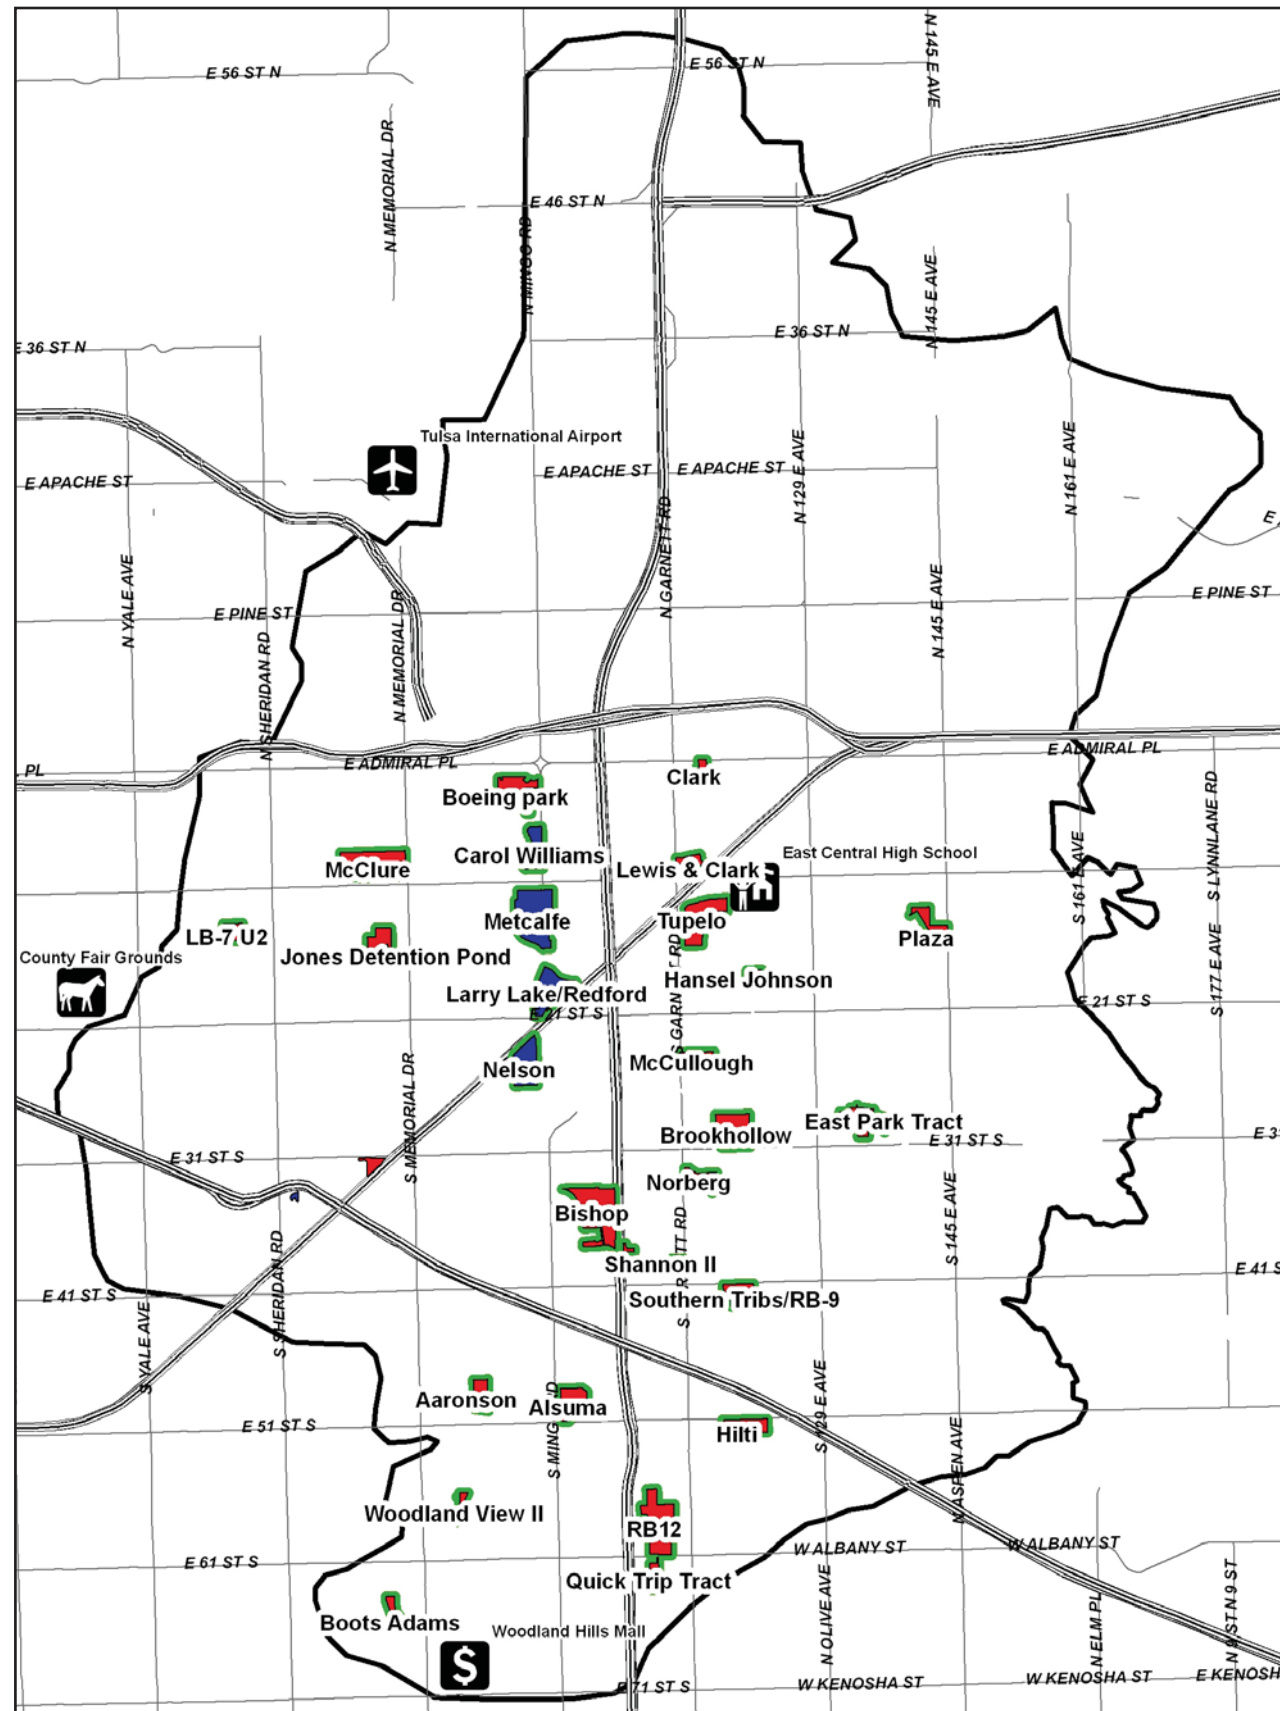 N 145 E AVE
E 56 ST N
E 56 ST N
N MEMORIAL DR
E 46 ST N
N MINGO RD
N 145 E AVE
E 36 ST N
E 36 ST N
Tulsa International Airport
N 129 E AVE
N 161 E AVE
E APACHE ST
E APACHE ST
E APACHE ST
N GARNETT RD
N YALE AVE
E PINE ST
N SHERIDAN RD
N MEMORIAL DR
N 145 E AVE
E PINE ST
E ADMIRAL PL
PL
E ADMIRAL PL
Clark
Boeing park
S LYNNLANE RD
Carol Williams
McClure
Lewis & Clark
East Central High School
S 161 E AVE
Metcalfe
Tupelo
LB-7/U2
Plaza
Jones Detention Pond
County Fair Grounds
S 177 E AVE
Hansel Johnson
Larry Lake/Redford
E 21 ST S
E 21 ST S
S GARN
McCullough
Nelson
S MEMORIAL DR
Brookhollow
East Park Tract
E 31 ST S
E 31 ST S
Norberg
Bishop
S 145 E AVE
TT RD
S R
Shannon II
E 41 S
E 41 ST S
S SHERIDAN RD
Southern Tribs/RB-9
S YALE AVE
Aaronson
Alsuma
S MING
D
S 129 E AVE
E 51 ST S
Hilti
N ASPEN AVE
Woodland View II
RB12
W ALBANY ST
W ALBANY ST
E 61 ST S
Quick Trip Tract
Boots Adams
Woodland Hills Mall
$
N OLIVE AVE
N ELM PL
N 9 ST N 9 ST
E 71 ST S
W KENOSHA ST
W KENOSHA ST
E KENOSH